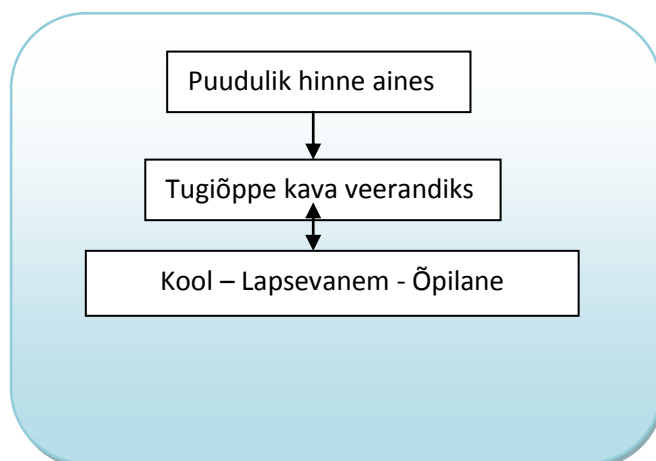 Puudulik hinne aines
Tugiõppe kava veerandiks
Kool – Lapsevanem - Õpilane